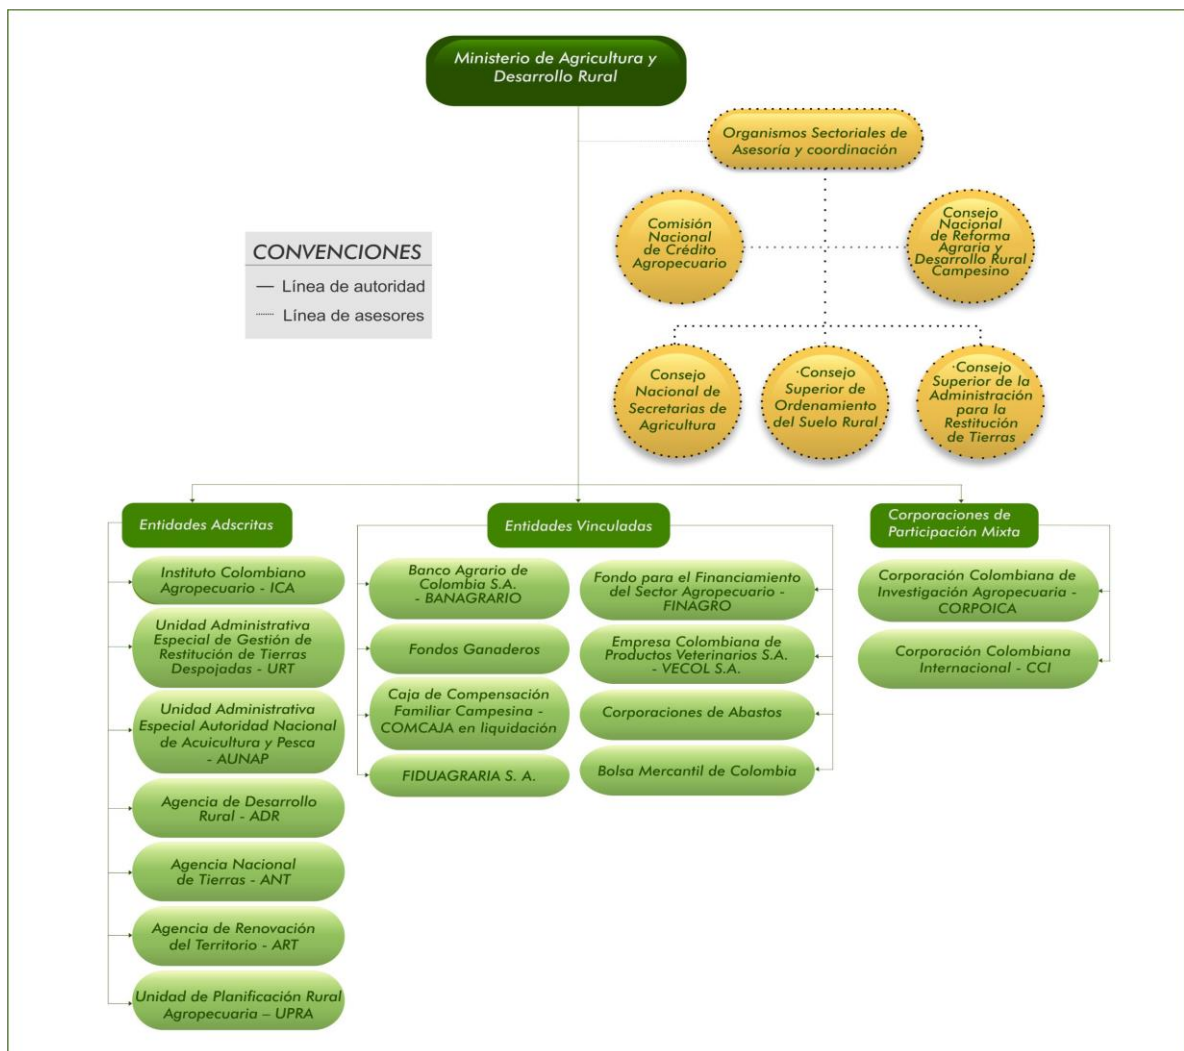 Ministerio de Agricultura y
Desarrollo Rural
Organismos Sectoriales de
Asesoría y coordinación
Comisión
Nacional
de Crédito
Agropecuario
Consejo
Nacional
de Reforma
Agraria y
Desarrollo Rural
Campesino
CONVENCIONES
Línea de autoridad
Línea de asesores
Consejo
Nacional de
Secretarias de
Agricultura
·Consejo
Superior de
Ordenamiento
del Suelo Rural
·Consejo
Superior de la
Administración
para la
Restitución
de Tierras
Entidades Adscritas
Instituto Colombiano
Agropecuario - ICA
Unidad Administrativa
Especial de Gestión de
Restitución de Tierras
Despojadas - URT
Unidad Administrativa
Especial Autoridad Nacional
de Acuicultura y Pesca
- AUNAP
Agencia de Desarrollo
Rural - ADR
Agencia Nacional
de Tierras - ANT
Agencia de Renovación
del Territorio - ART
Unidad de Planificación Rural
Agropecuaria – UPRA
Entidades Vinculadas
Banco Agrario de
Colombia S.A.
- BANAGRARIO
Fondos Ganaderos
Caja de Compensación
Familiar Campesina -
COMCAJA en liquidación
FIDUAGRARIA S. A.
Fondo para el Financiamiento
del Sector Agropecuario -
FINAGRO
Empresa Colombiana de
Productos Veterinarios S.A.
- VECOL S.A.
Corporaciones de Abastos
Bolsa Mercantil de Colombia
Corporaciones de
Participación Mixta
Corporación Colombiana de
Investigación Agropecuaria -
CORPOICA
Corporación Colombiana
Internacional - CCI